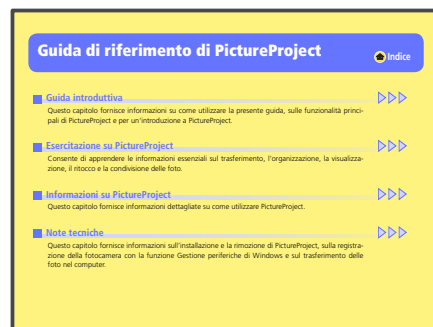 Guida di riferimento di PictureProject
Indice
Guida introduttiva
Questo capitolo fornisce informazioni su come utilizzare la presente guida, sulle funzionalità princi-
pali di PictureProject e per un'introduzione a PictureProject.
Esercitazione su PictureProject
Consente di apprendere le informazioni essenziali sul trasferimento, l'organizzazione, la visualizza-
zione, il ritocco e la condivisione delle foto.
Informazioni su PictureProject
Questo capitolo fornisce informazioni dettagliate su come utilizzare PictureProject.
Note tecniche
Questo capitolo fornisce informazioni sull'installazione e la rimozione di PictureProject, sulla registra-
zione della fotocamera con la funzione Gestione periferiche di Windows e sul trasferimento delle
foto nel computer.